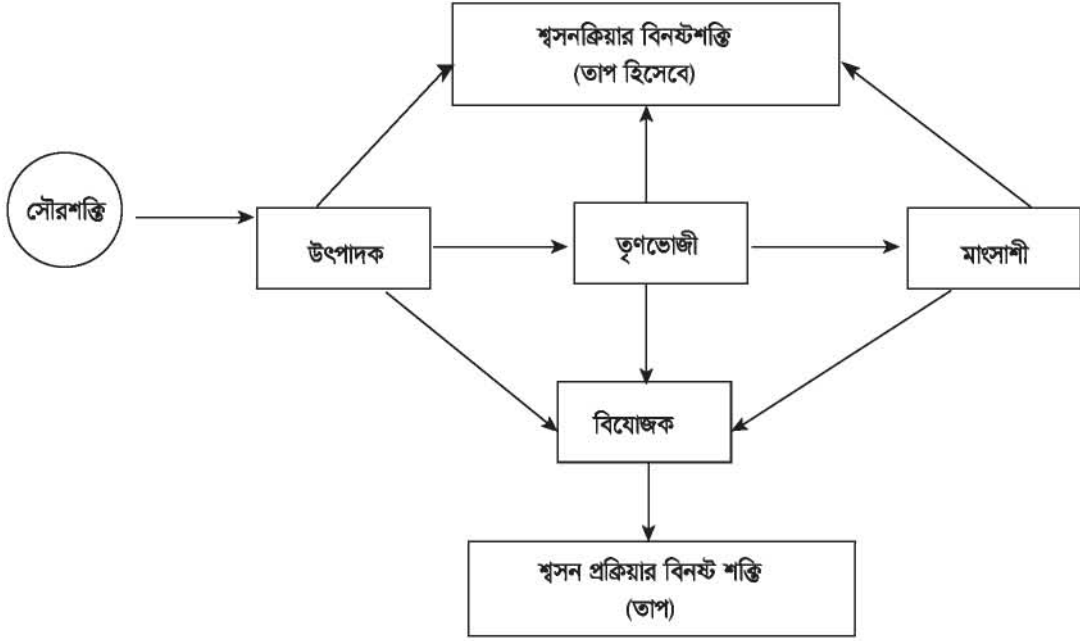 শ্বসনক্রিয়ার বিনষ্টশক্তি
(তাপ হিসেবে)
সৌরশক্তি
উৎপাদক
তৃণভোজী
মাংসাশী
বিযোজক
শ্বসন প্রক্রিয়ার বিনষ্ট শক্তি
(তাপ)